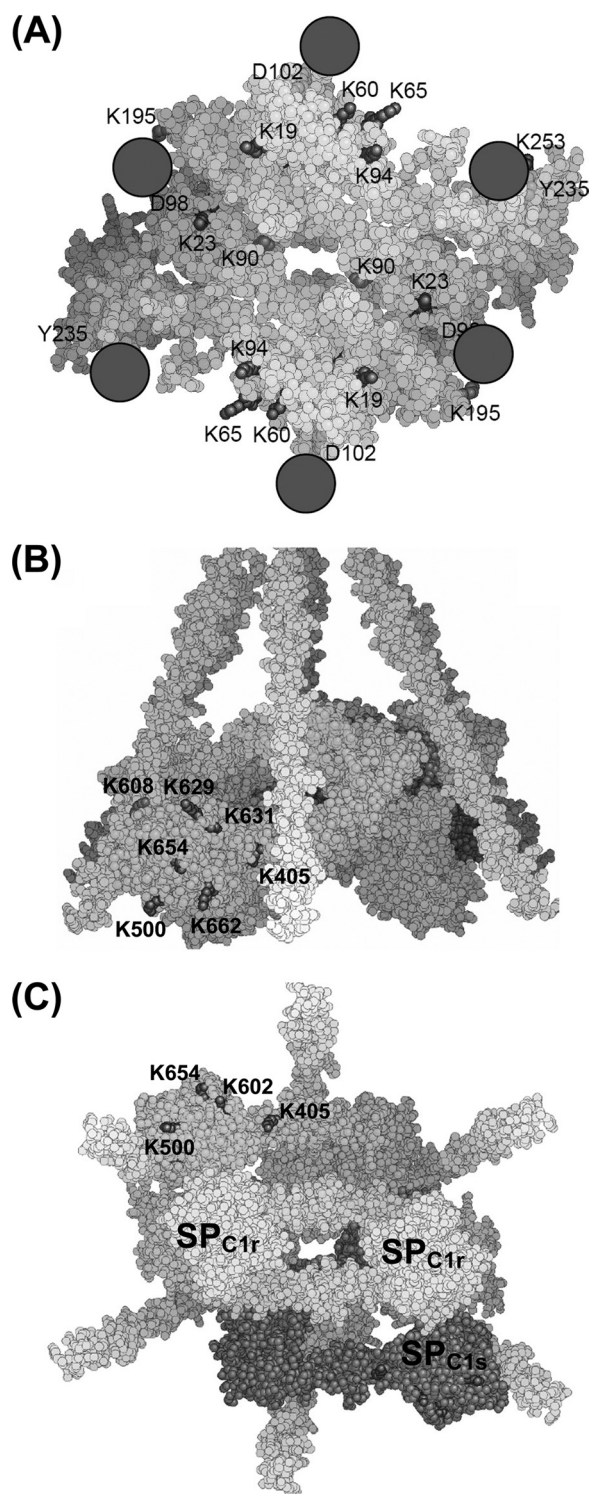 (A)
D102
K60 K65
K195
K19
K94
K253
Y235
D98
K23
K90
K90
K23
Y235
K94
K19
K195
K65 K60
D102
(B)
K608 K629
K631
K654
K405
K500 K662
(C)
K654
K602
K405
K500
SPC1r
SPC1r
SPC1s